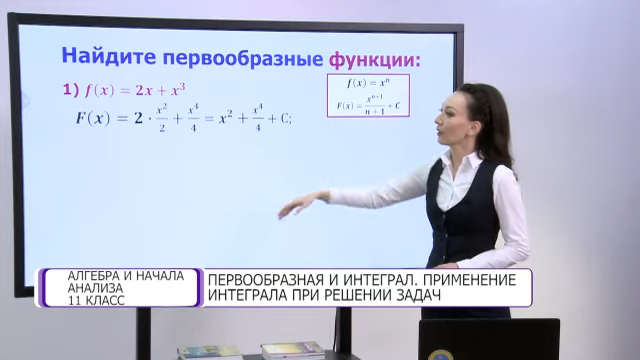 Найдите первообразные функции:
1) f(x) = 2x + x³
F(x) = 2 · x²/2 + x⁴/4 = x² + x⁴/4 + C;
f(x) = xⁿ
F(x) = xⁿ⁺¹/(n + 1) + C
АЛГЕБРА И НАЧАЛА
АНАЛИЗА
11 КЛАСС
ПЕРВООБРАЗНАЯ И ИНТЕГРАЛ. ПРИМЕНЕНИЕ
ИНТЕГРАЛА ПРИ РЕШЕНИИ ЗАДАЧ